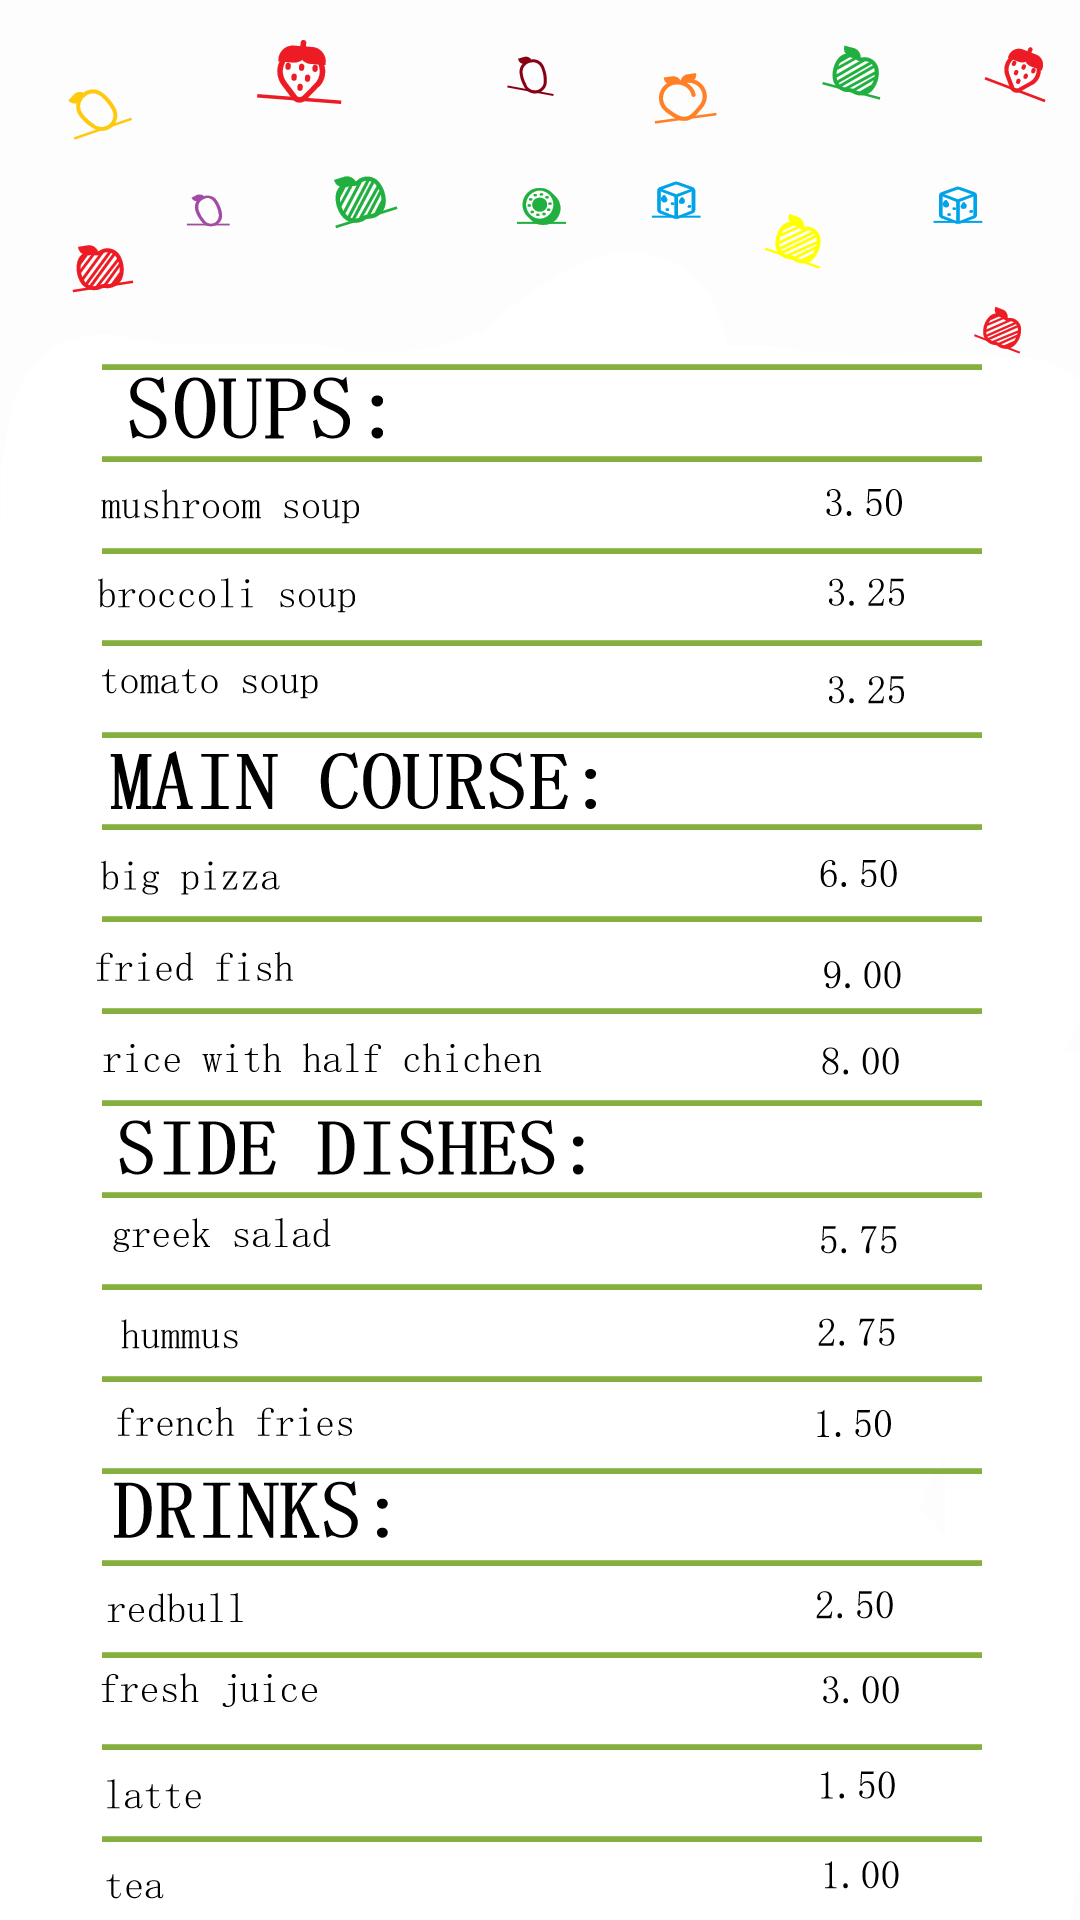 SOUPS:
mushroom soup 3.50
broccoli soup 3.25
tomato soup 3.25
MAIN COURSE:
big pizza 6.50
fried fish 9.00
rice with half chichen 8.00
SIDE DISHES:
greek salad 5.75
hummus 2.75
french fries 1.50
DRINKS:
redbull 2.50
fresh juice 3.00
latte 1.50
tea 1.00